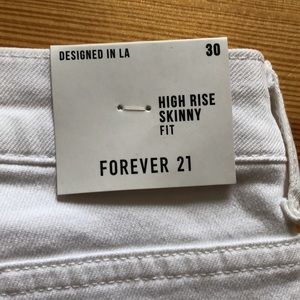 DESIGNED IN LA 30
HIGH RISE
SKINNY
FIT
FOREVER 21